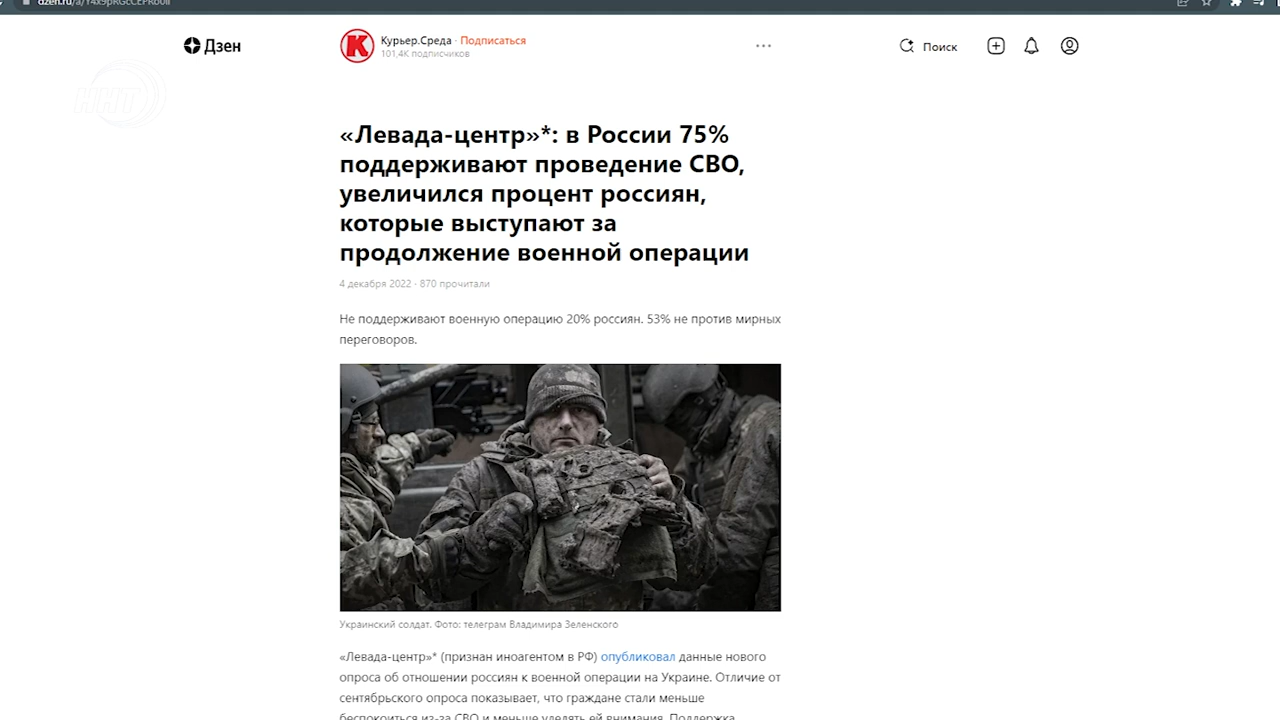 Дзен
Курьер.Среда · Подписаться
101,4K подписчиков
Поиск
ННТ
«Левада-центр»*: в России 75%
поддерживают проведение СВО,
увеличился процент россиян,
которые выступают за
продолжение военной операции
4 декабря 2022 · 870 прочитали
Не поддерживают военную операцию 20% россиян. 53% не против мирных
переговоров.
Украинский солдат. Фото: телеграм Владимира Зеленского
«Левада-центр»* (признан иноагентом в РФ) опубликовал данные нового
опроса об отношении россиян к военной операции на Украине. Отличие от
сентябрьского опроса показывает, что граждане стали меньше
беспокоиться из-за СВО и меньше уделять ей внимания. Поддержка